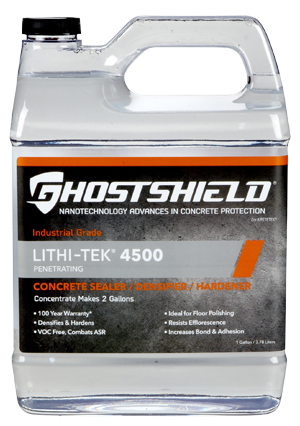 GHOSTSHIELD®
NANOTECHNOLOGY ADVANCES IN CONCRETE PROTECTION
by KRETETEK®
Industrial Grade
LITHI-TEK® 4500
PENETRATING
CONCRETE SEALER / DENSIFIER / HARDENER
Concentrate Makes 2 Gallons
• 100 Year Warranty* • Ideal for Floor Polishing
• Densifies & Hardens • Resists Efflorescence
• VOC Free, Combats ASR • Increases Bond & Adhesion
1 Gallon / 3.78 Liters